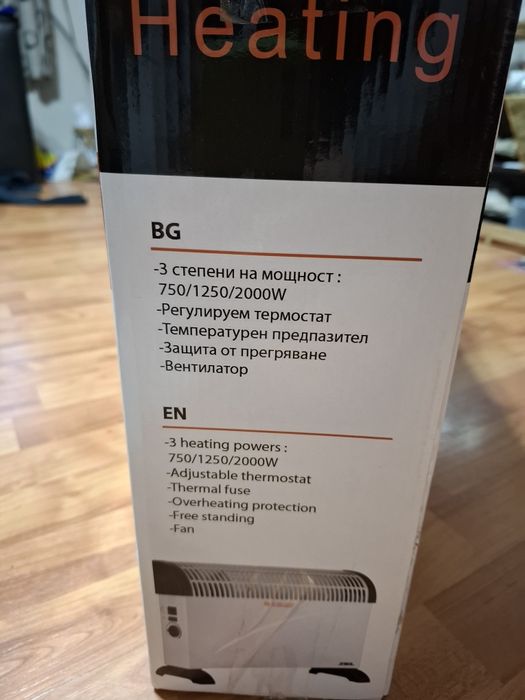 Heating
BG
-3 степени на мощност :
750/1250/2000W
-Регулируем термостат
-Температурен предпазител
-Защита от прегряване
-Вентилатор
EN
-3 heating powers :
750/1250/2000W
-Adjustable thermostat
-Thermal fuse
-Overheating protection
-Free standing
-Fan